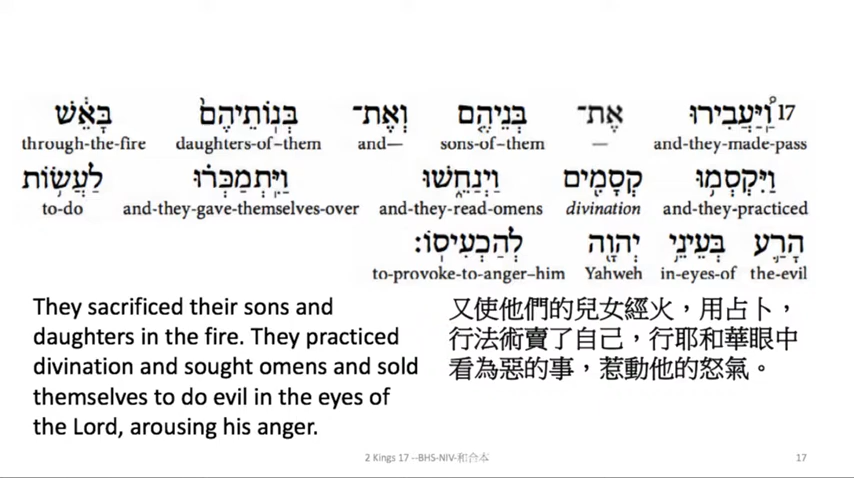 17 וַֽיַּעֲבִירוּ אֶת־ בְּנֵיהֶם וְאֶת־ בְּנֽוֹתֵיהֶם בָּאֵשׁ
through-the-fire daughters-of–them and— sons-of–them — and-they-made-pass
וַיִּקְסְמוּ קְסָמִים וַיְנַחֵשׁוּ וַיִּתְמַכְּרוּ לַעֲשׂוֹת
to-do and-they-gave-themselves-over and-they-read-omens divination and-they-practiced
הָרַע בְּעֵינֵי יְהוָה לְהַכְעִיסֽוֹ׃
to-provoke-to-anger–him Yahweh in-eyes-of the-evil
They sacrificed their sons and
daughters in the fire. They practiced
divination and sought omens and sold
themselves to do evil in the eyes of
the Lord, arousing his anger.
又使他們的兒女經火，用占卜，
行法術賣了自己，行耶和華眼中
看為惡的事，惹動他的怒氣。
2 Kings 17 --BHS-NIV-和合本
17